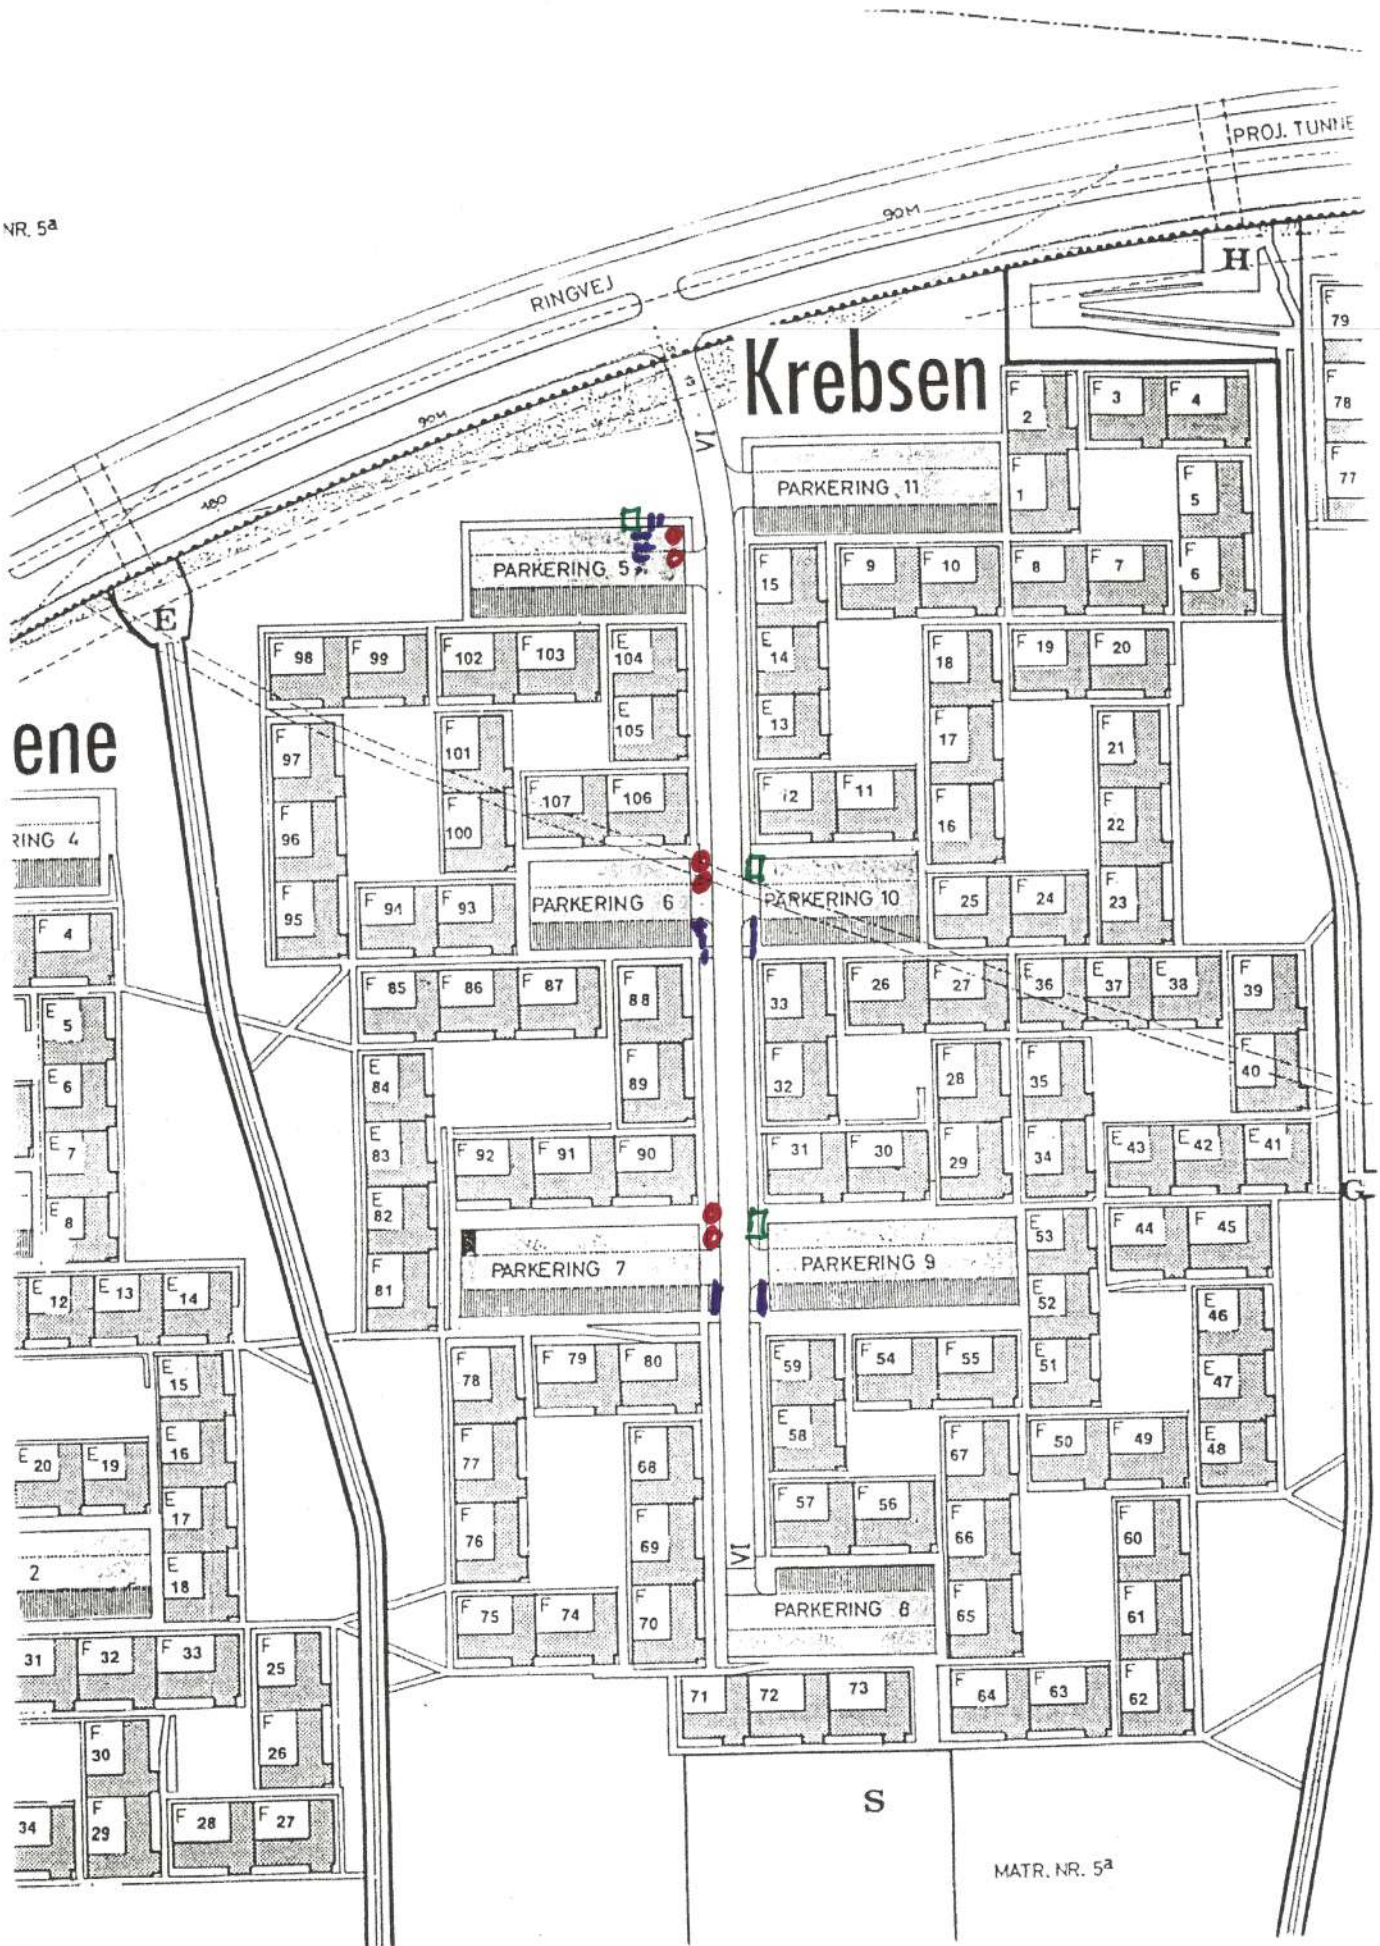 PROJ. TUNNE
90M
NR. 5ª
H
RINGVEJ
F 79
Krebsen
F 2
F 3
F 4
90M
F 78
VI
F 77
PARKERING 11
F 1
F 5
180
PARKERING 5
F 15
F 9
F 10
F 8
F 7
F 6
E
F 98
F 99
F 102
F 103
E 104
E 14
F 18
F 19
F 20
ene
F 97
F 101
E 105
E 13
F 17
F 21
F 107
F 106
F 12
F 11
F 16
F 22
RING 4
F 96
F 100
F 95
F 94
F 93
PARKERING 6
PARKERING 10
F 25
F 24
F 23
F 4
F 85
F 86
F 87
F 88
F 33
F 26
F 27
E 36
E 37
E 38
F 39
E 5
E 6
E 84
F 89
F 32
F 28
F 35
F 40
E 7
E 83
F 92
F 91
F 90
F 31
F 30
F 29
F 34
E 43
E 42
E 41
G
E 8
E 82
F 81
PARKERING 7
PARKERING 9
E 53
F 44
F 45
E 12
E 13
E 14
E 52
E 46
F 78
F 79
F 80
E 59
F 54
F 55
E 51
E 47
E 15
E 16
F 77
F 68
E 58
F 67
F 50
F 49
E 48
E 20
E 19
E 17
F 76
F 69
F 57
F 56
F 66
F 60
2
E 18
VI
F 75
F 74
F 70
PARKERING 8
F 65
F 61
31
F 32
F 33
F 25
F 71
72
73
F 64
F 63
F 62
F 30
F 26
S
34
F 29
F 28
F 27
MATR. NR. 5ª